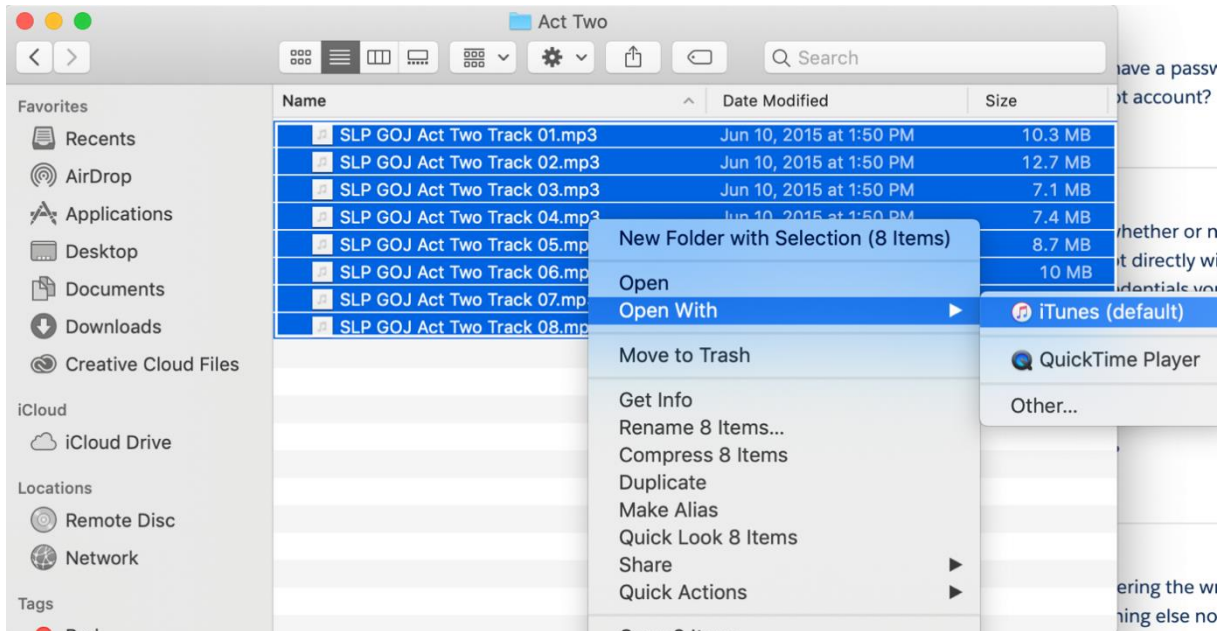 Act Two
Search
Favorites
Recents
AirDrop
Applications
Desktop
Documents
Downloads
Creative Cloud Files
iCloud
iCloud Drive
Locations
Remote Disc
Network
Tags
Name Date Modified Size
SLP GOJ Act Two Track 01.mp3 Jun 10, 2015 at 1:50 PM 10.3 MB
SLP GOJ Act Two Track 02.mp3 Jun 10, 2015 at 1:50 PM 12.7 MB
SLP GOJ Act Two Track 03.mp3 Jun 10, 2015 at 1:50 PM 7.1 MB
SLP GOJ Act Two Track 04.mp3 Jun 10, 2015 at 1:50 PM 7.4 MB
SLP GOJ Act Two Track 05.mp 8.7 MB
SLP GOJ Act Two Track 06.mp 10 MB
SLP GOJ Act Two Track 07.mp
SLP GOJ Act Two Track 08.mp
New Folder with Selection (8 Items)
Open
Open With
Move to Trash
Get Info
Rename 8 Items...
Compress 8 Items
Duplicate
Make Alias
Quick Look 8 Items
Share
Quick Actions
iTunes (default)
QuickTime Player
Other...
have a passw
account?
whether or n
directly wi
ering the wr
hing else no